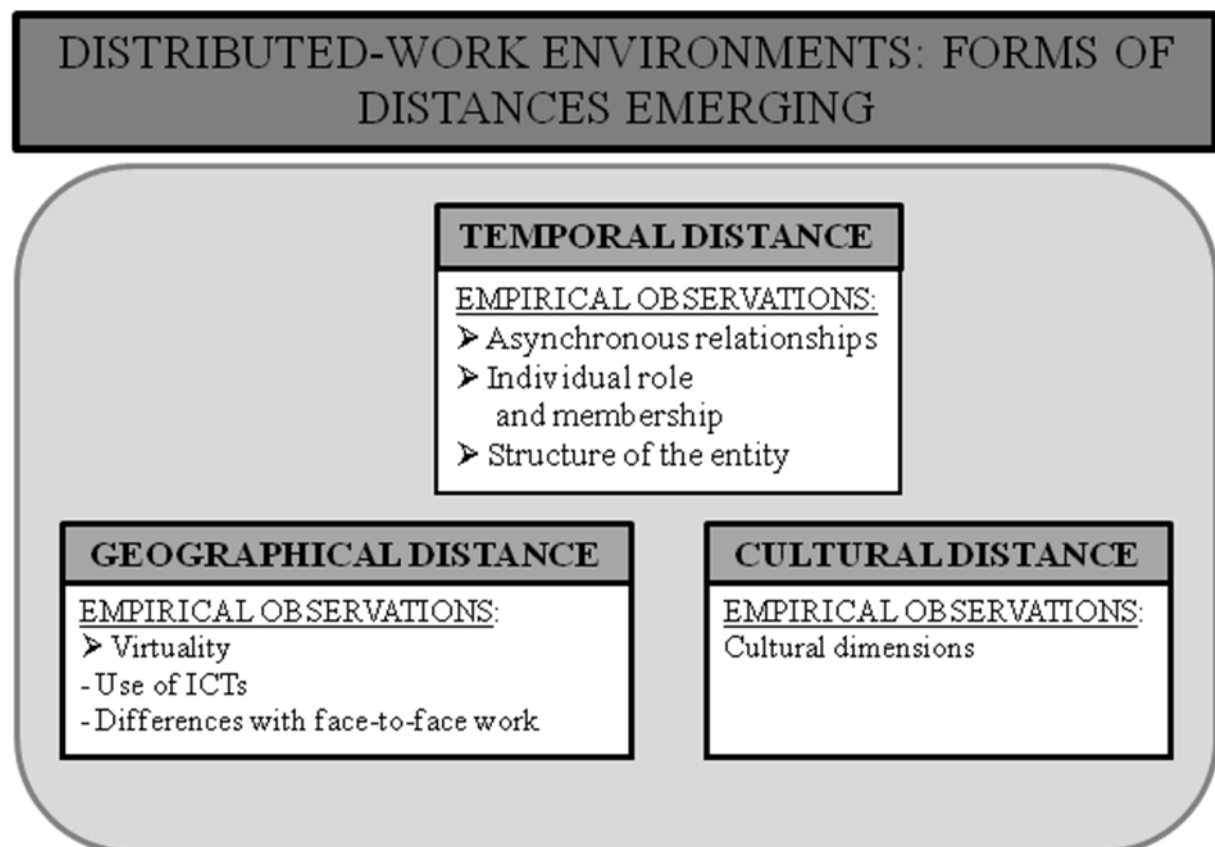 DISTRIBUTED-WORK ENVIRONMENTS: FORMS OF
DISTANCES EMERGING
TEMPORAL DISTANCE
EMPIRICAL OBSERVATIONS:
➢ Asynchronous relationships
➢ Individual role
and membership
➢ Structure of the entity
GEOGRAPHICAL DISTANCE
EMPIRICAL OBSERVATIONS:
➢ Virtuality
- Use of ICTs
- Differences with face-to-face work
CULTURAL DISTANCE
EMPIRICAL OBSERVATIONS:
Cultural dimensions